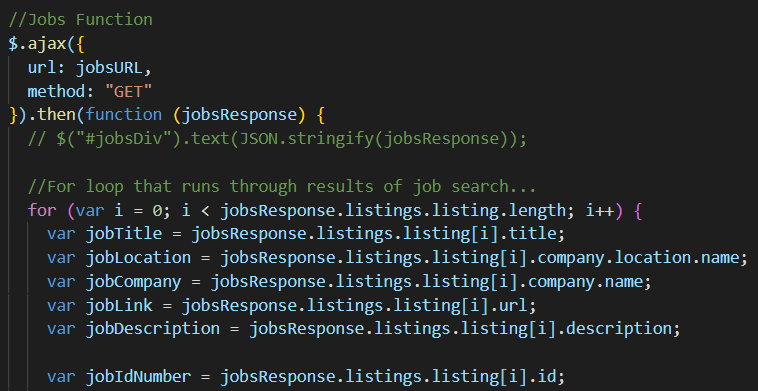 //Jobs Function
$.ajax({
  url: jobsURL,
  method: "GET"
}).then(function (jobsResponse) {
  // $("#jobsDiv").text(JSON.stringify(jobsResponse));

  //For loop that runs through results of job search...
  for (var i = 0; i < jobsResponse.listings.listing.length; i++) {
    var jobTitle = jobsResponse.listings.listing[i].title;
    var jobLocation = jobsResponse.listings.listing[i].company.location.name;
    var jobCompany = jobsResponse.listings.listing[i].company.name;
    var jobLink = jobsResponse.listings.listing[i].url;
    var jobDescription = jobsResponse.listings.listing[i].description;

    var jobIdNumber = jobsResponse.listings.listing[i].id;